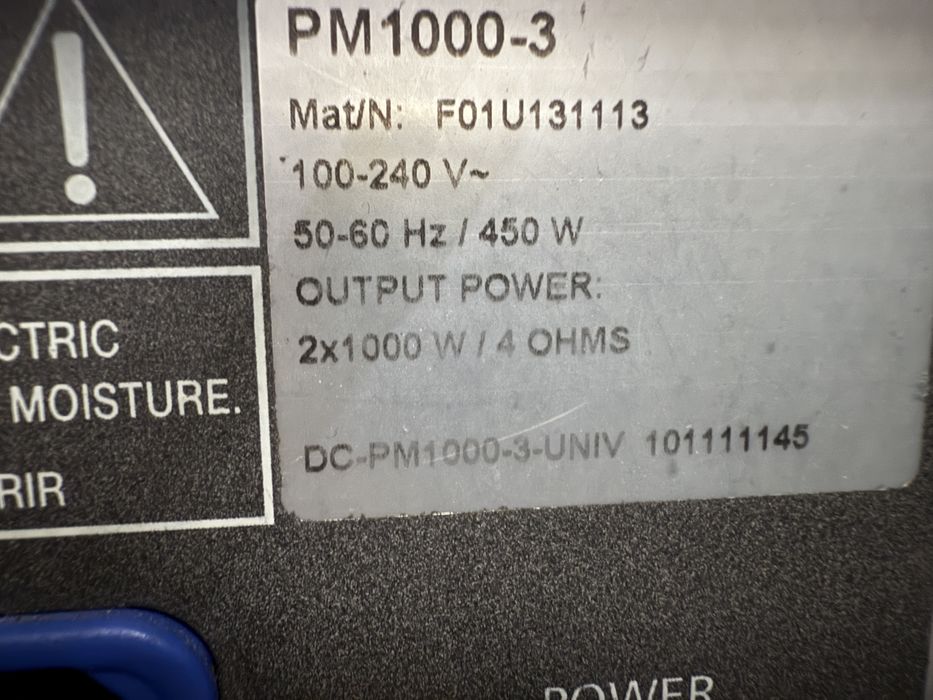 PM1000-3
Mat/N: F01U131113
100-240 V~
50-60 Hz / 450 W
OUTPUT POWER:
2x1000 W / 4 OHMS
DC-PM1000-3-UNIV 101111145
CTRIC
MOISTURE.
RIR
POWER